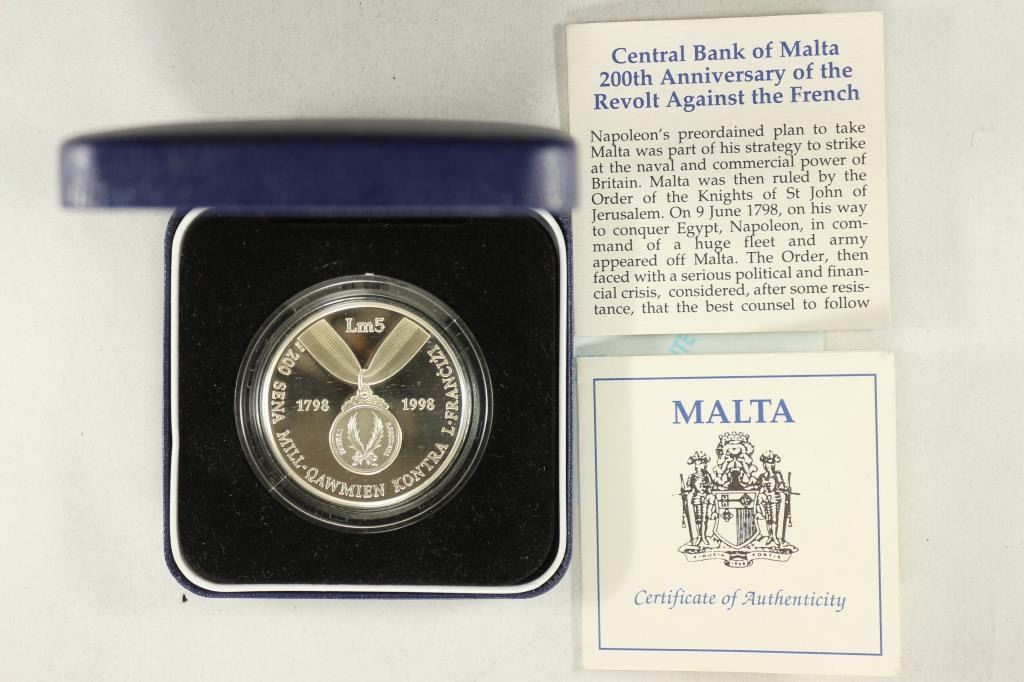 Central Bank of Malta
200th Anniversary of the
Revolt Against the French
Napoleon's preordained plan to take
Malta was part of his strategy to strike
at the naval and commercial power of
Britain. Malta was then ruled by the
Order of the Knights of St John of
Jerusalem. On 9 June 1798, on his way
to conquer Egypt, Napoleon, in com-
mand of a huge fleet and army
appeared off Malta. The Order, then
faced with a serious political and finan-
cial crisis, considered, after some resis-
tance, that the best counsel to follow
Lm5
1798 1998
200 SENA MILL-QAWMIEN KONTRA L-FRANĊIŻI
MALTA
Certificate of Authenticity